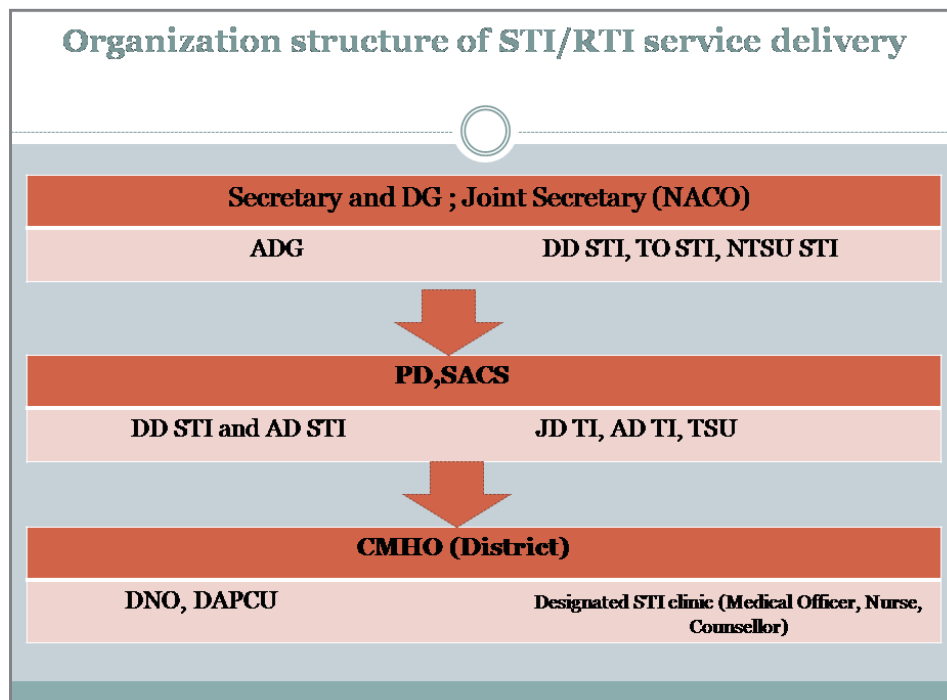 Organization structure of STI/RTI service delivery
Secretary and DG ; Joint Secretary (NACO)
ADG
DD STI, TO STI, NTSU STI
PD,SACS
DD STI and AD STI
JD TI, AD TI, TSU
CMHO (District)
DNO, DAPCU
Designated STI clinic (Medical Officer, Nurse,
Counsellor)